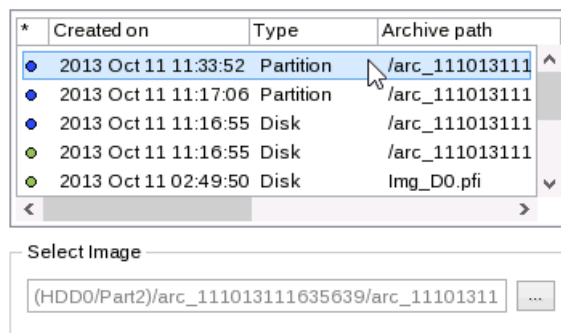 * Created on Type Archive path
2013 Oct 11 11:33:52 Partition /arc_111013111
2013 Oct 11 11:17:06 Partition /arc_111013111
2013 Oct 11 11:16:55 Disk /arc_111013111
2013 Oct 11 11:16:55 Disk /arc_111013111
2013 Oct 11 02:49:50 Disk Img_D0.pfi
Select Image
(HDD0/Part2)/arc_111013111635639/arc_11101311 ...